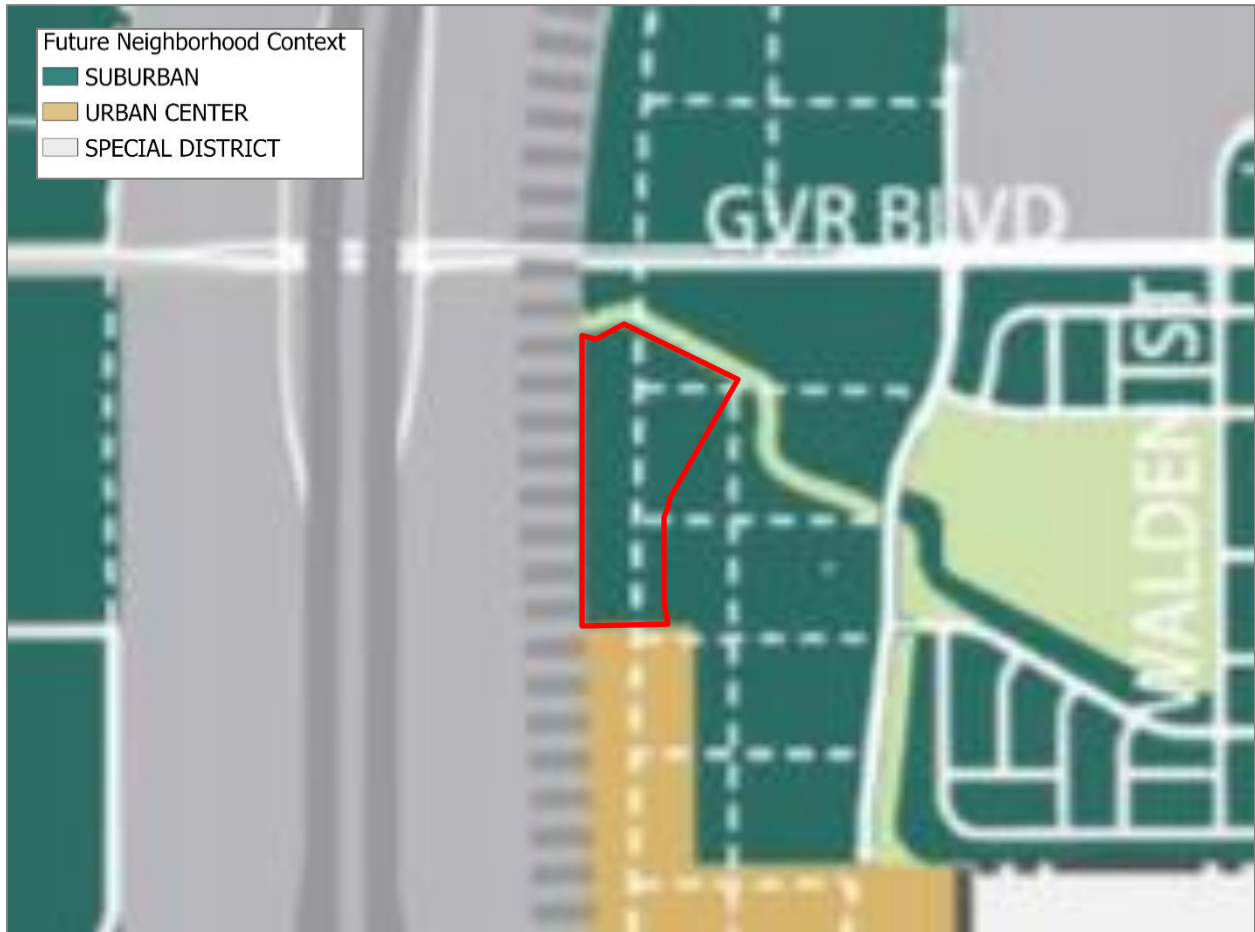 Future Neighborhood Context
SUBURBAN
URBAN CENTER
SPECIAL DISTRICT
GVR BLVD
WALDEN ST